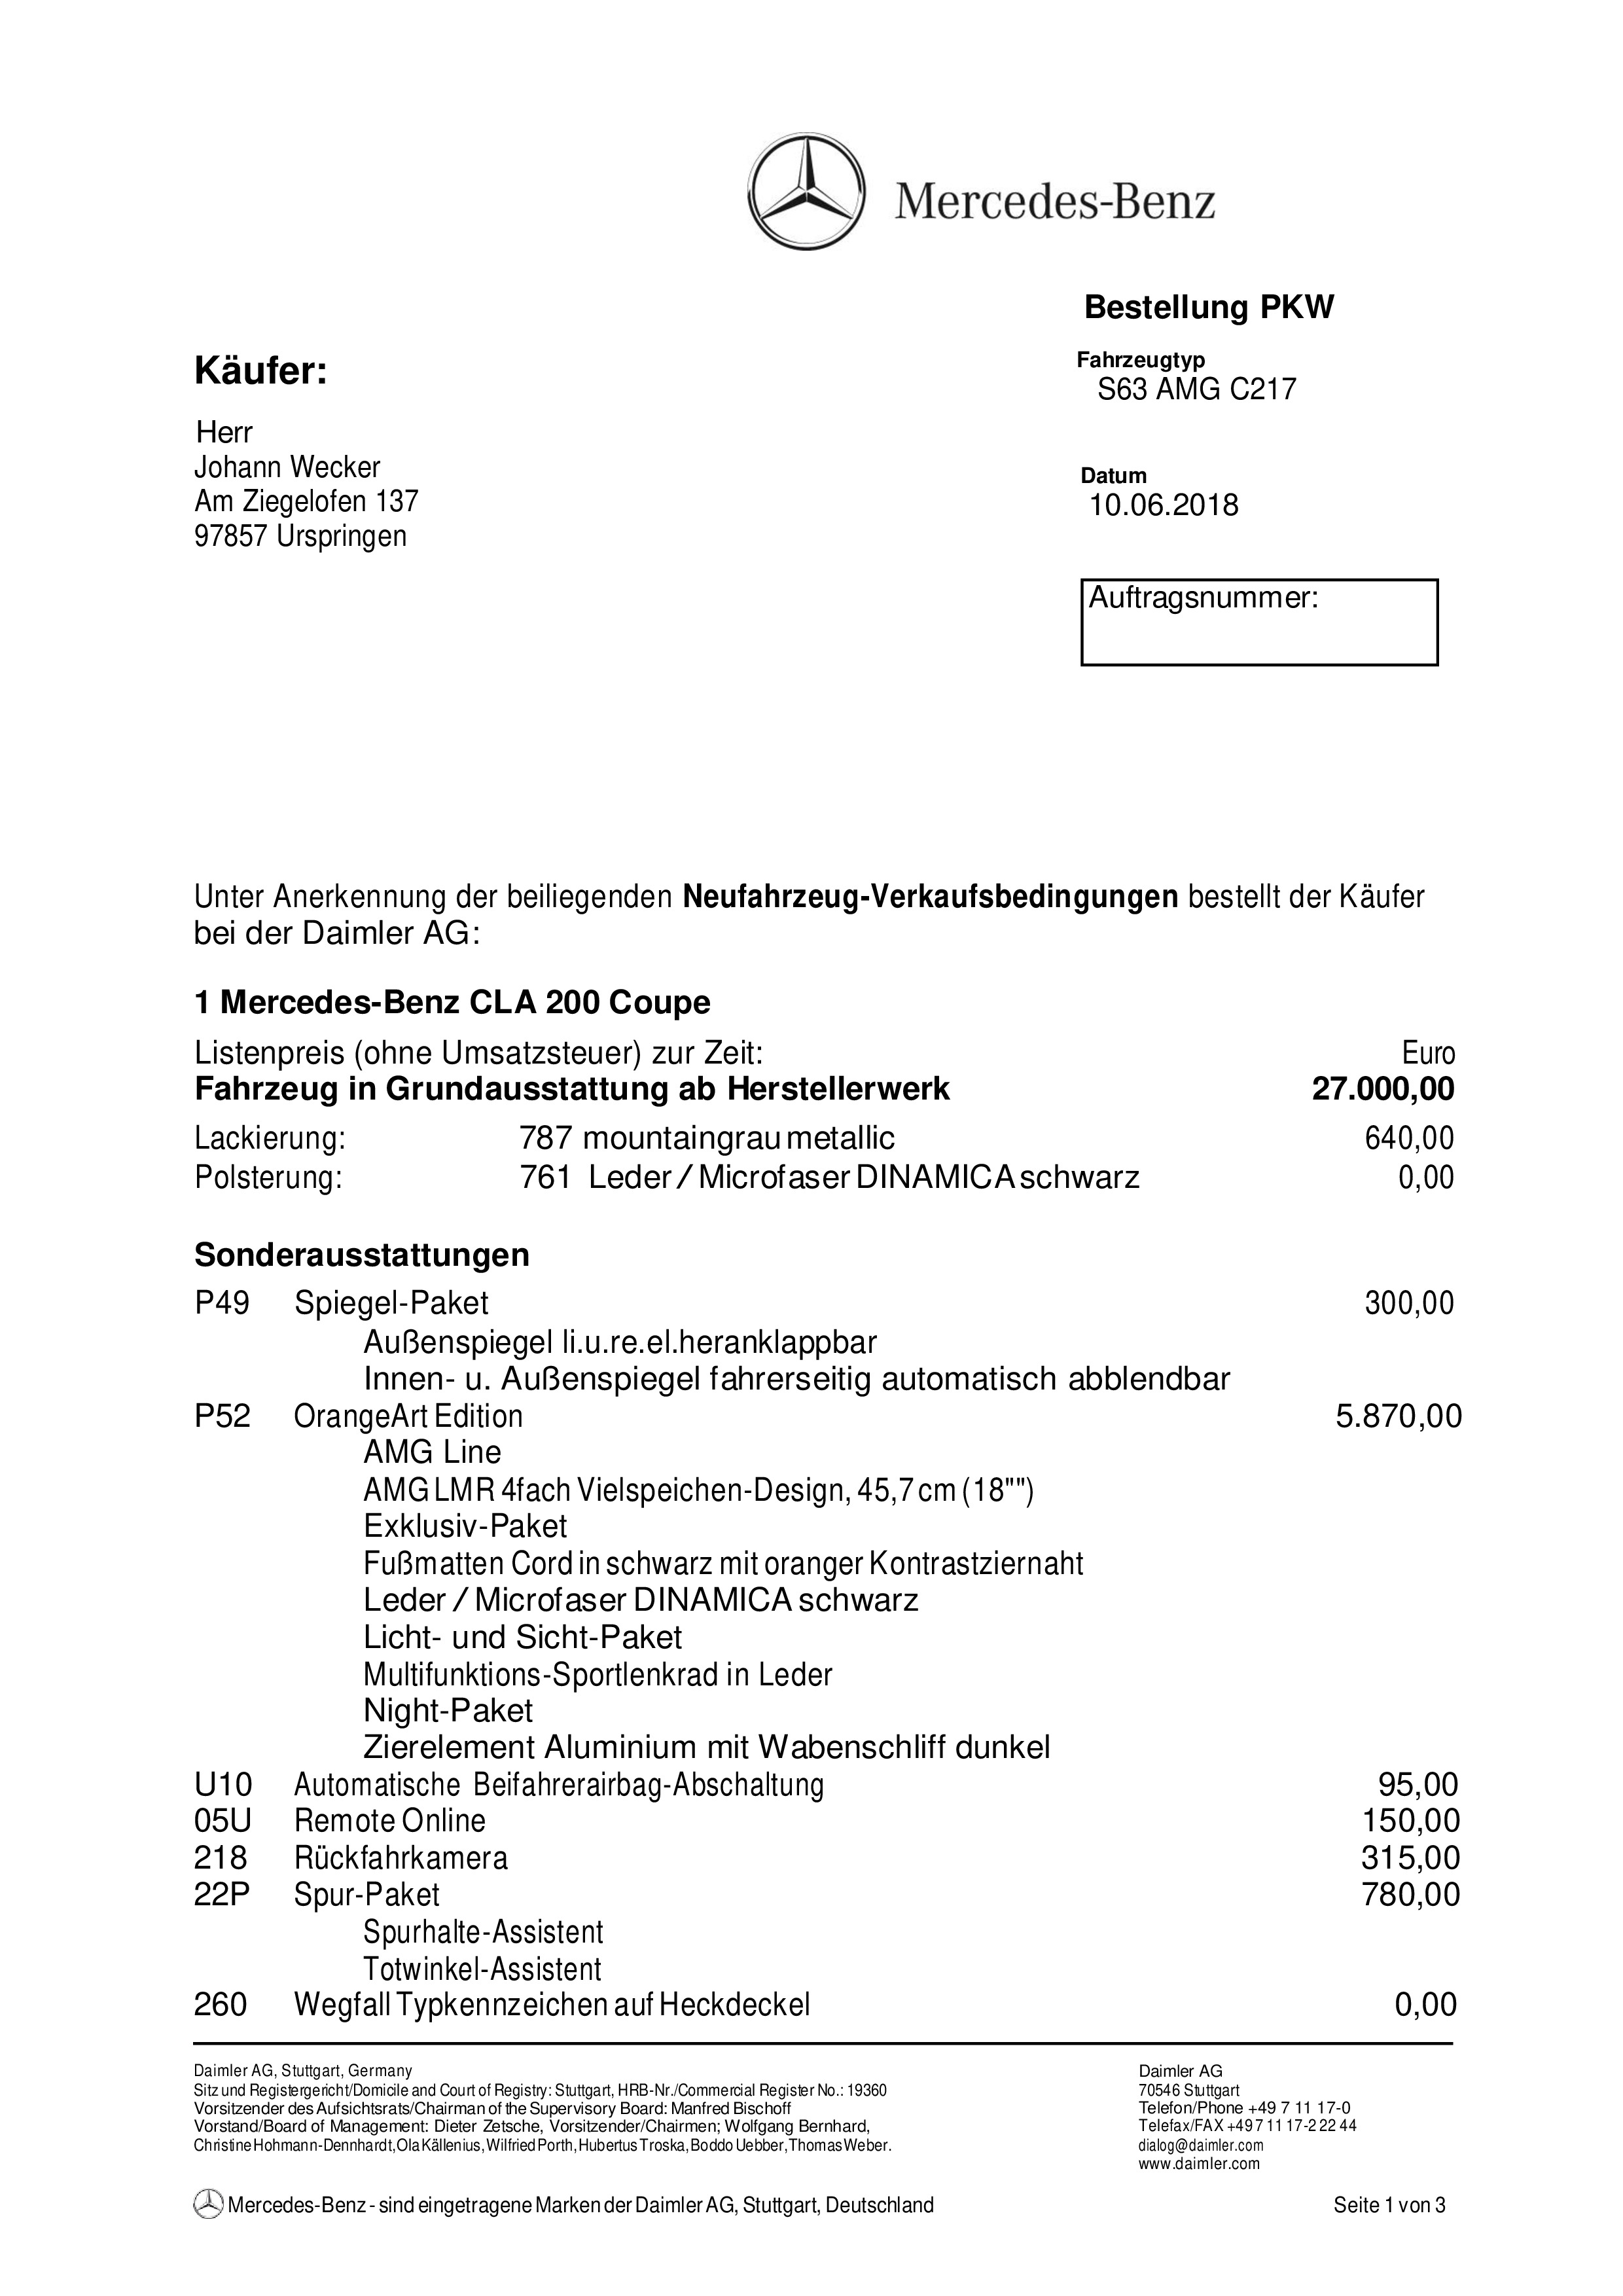 Mercedes-Benz
Bestellung PKW
Käufer:
Fahrzeugtyp
S63 AMG C217
Herr
Johann Wecker
Am Ziegelofen 137
97857 Urspringen
Datum
10.06.2018
Auftragsnummer:
Unter Anerkennung der beiliegenden Neufahrzeug-Verkaufsbedingungen bestellt der Käufer
bei der Daimler AG:
1 Mercedes-Benz CLA 200 Coupe
Listenpreis (ohne Umsatzsteuer) zur Zeit: Euro
Fahrzeug in Grundausstattung ab Herstellerwerk 27.000,00
Lackierung: 787 mountaingrau metallic 640,00
Polsterung: 761 Leder / Microfaser DINAMICA schwarz 0,00
Sonderausstattungen
P49 Spiegel-Paket 300,00
Außenspiegel li.u.re.el.heranklappbar
Innen- u. Außenspiegel fahrerseitig automatisch abblendbar
P52 OrangeArt Edition 5.870,00
AMG Line
AMG LMR 4fach Vielspeichen-Design, 45,7 cm (18"")
Exklusiv-Paket
Fußmatten Cord in schwarz mit oranger Kontrastziernaht
Leder / Microfaser DINAMICA schwarz
Licht- und Sicht-Paket
Multifunktions-Sportlenkrad in Leder
Night-Paket
Zierelement Aluminium mit Wabenschliff dunkel
U10 Automatische Beifahrerairbag-Abschaltung 95,00
05U Remote Online 150,00
218 Rückfahrkamera 315,00
22P Spur-Paket 780,00
Spurhalte-Assistent
Totwinkel-Assistent
260 Wegfall Typkennzeichen auf Heckdeckel 0,00
Daimler AG, Stuttgart, Germany
Sitz und Registergericht/Domicile and Court of Registry: Stuttgart, HRB-Nr./Commercial Register No.: 19360
Vorsitzender des Aufsichtsrats/Chairman of the Supervisory Board: Manfred Bischoff
Vorstand/Board of Management: Dieter Zetsche, Vorsitzender/Chairmen; Wolfgang Bernhard,
Christine Hohmann-Dennhardt, Ola Källenius, Wilfried Porth, Hubertus Troska, Boddo Uebber, Thomas Weber.
Daimler AG
70546 Stuttgart
Telefon/Phone +49 7 11 17-0
Telefax/FAX +49 7 11 17-2 22 44
dialog@daimler.com
www.daimler.com
Mercedes-Benz - sind eingetragene Marken der Daimler AG, Stuttgart, Deutschland Seite 1 von 3